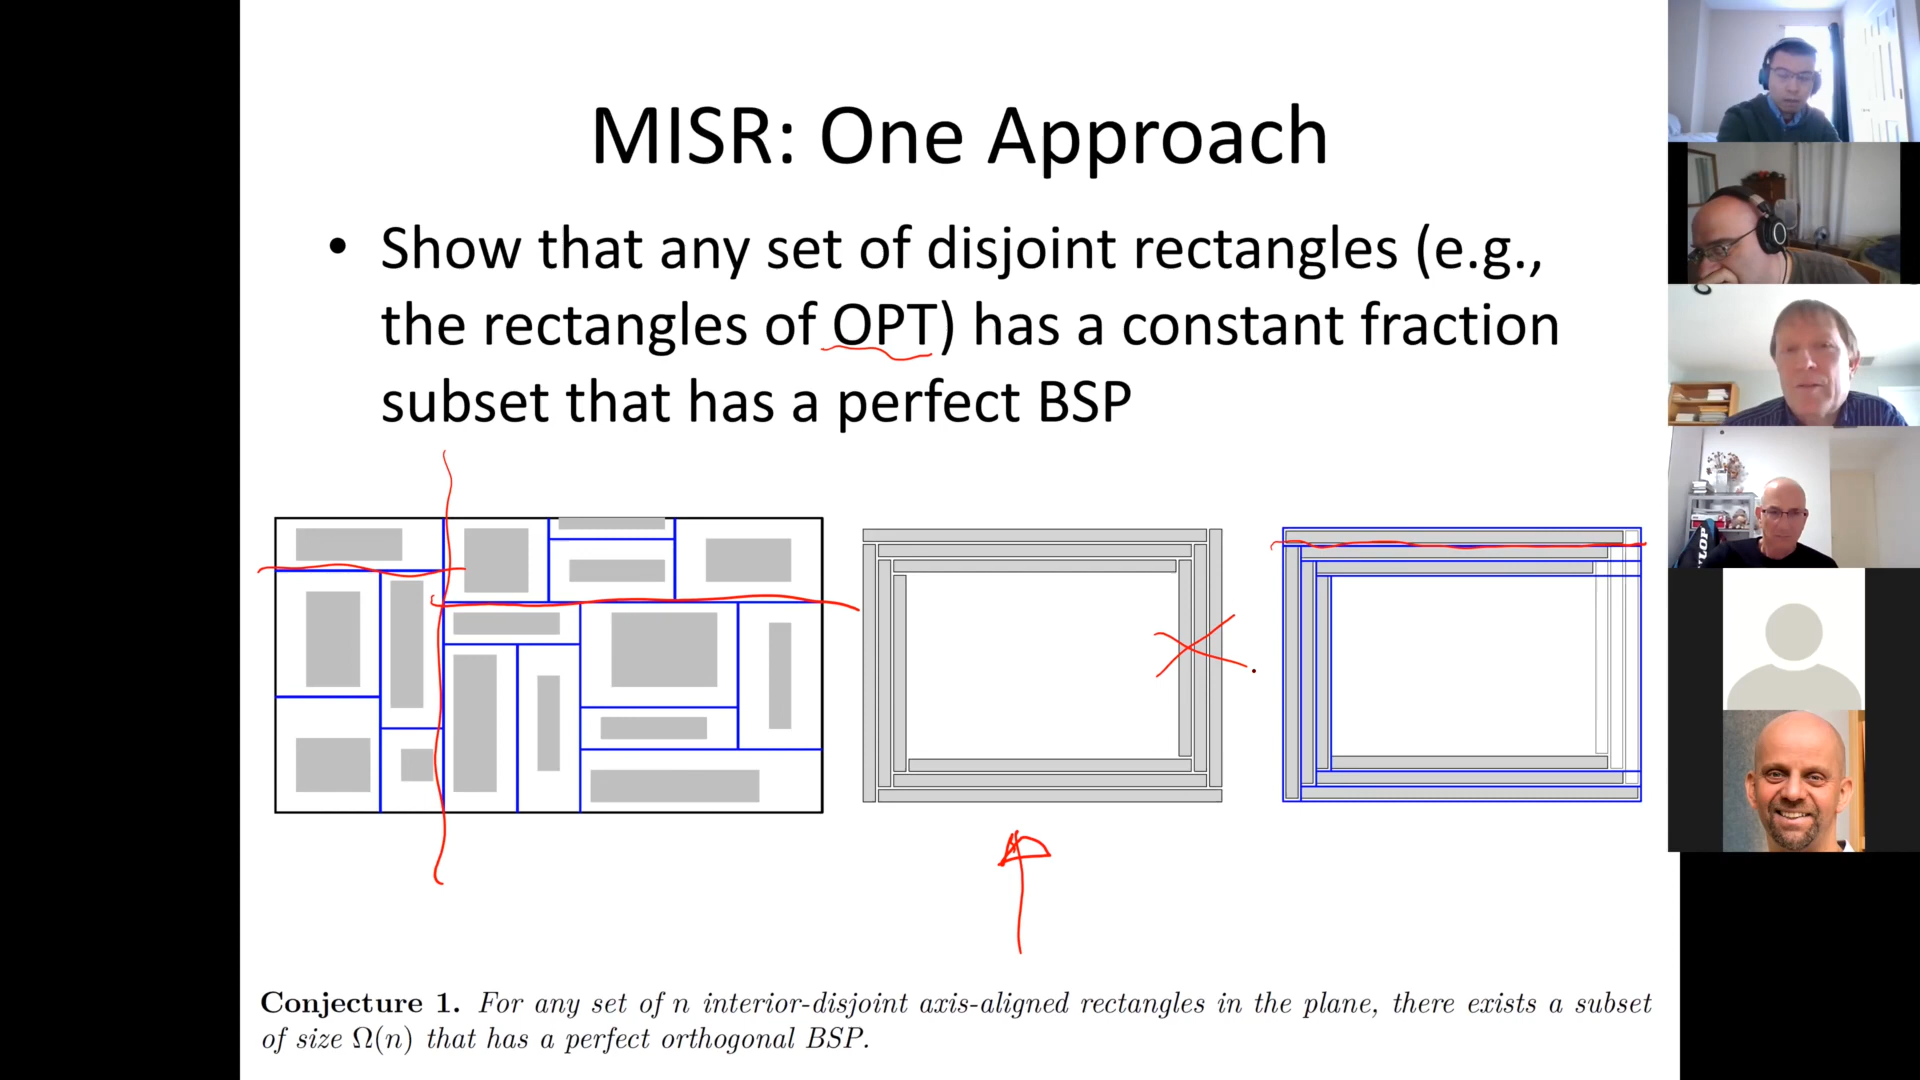 MISR: One Approach
• Show that any set of disjoint rectangles (e.g.,
the rectangles of OPT) has a constant fraction
subset that has a perfect BSP
Conjecture 1. For any set of n interior-disjoint axis-aligned rectangles in the plane, there exists a subset
of size Ω(n) that has a perfect orthogonal BSP.